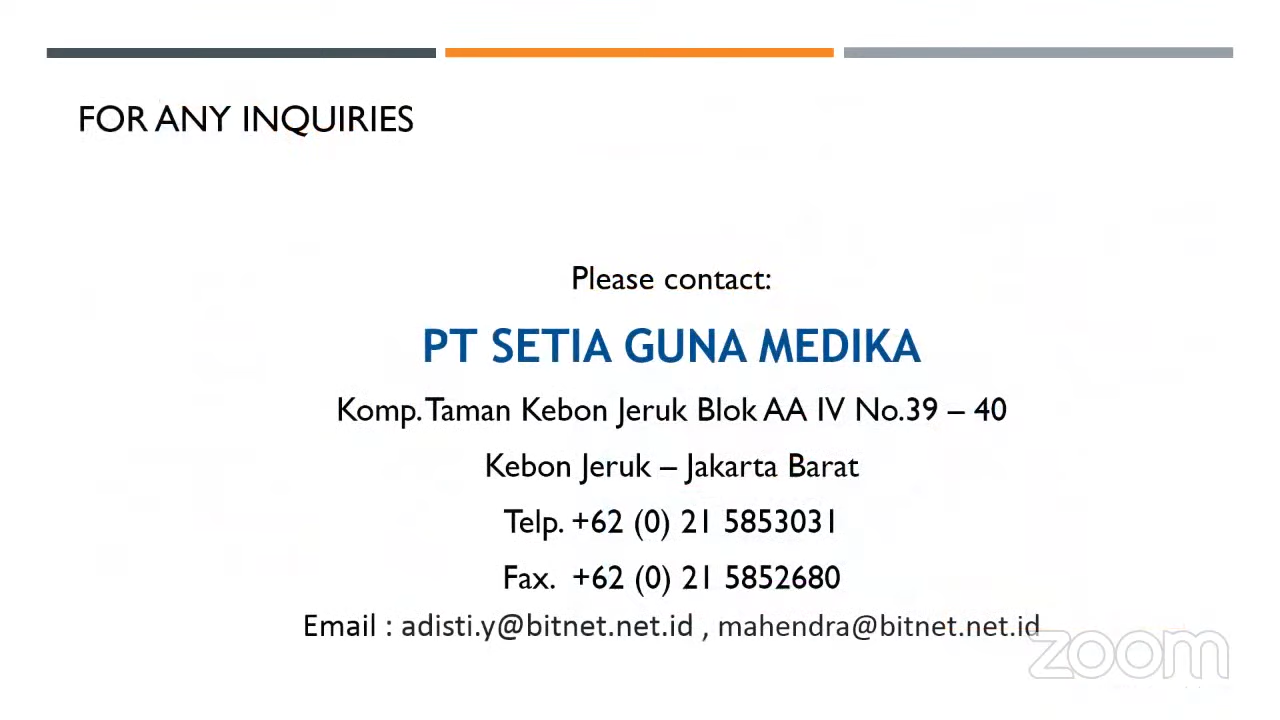 FOR ANY INQUIRIES
Please contact:
PT SETIA GUNA MEDIKA
Komp. Taman Kebon Jeruk Blok AA IV No.39 – 40
Kebon Jeruk – Jakarta Barat
Telp. +62 (0) 21 5853031
Fax. +62 (0) 21 5852680
Email : adisti.y@bitnet.net.id , mahendra@bitnet.net.id
zoom